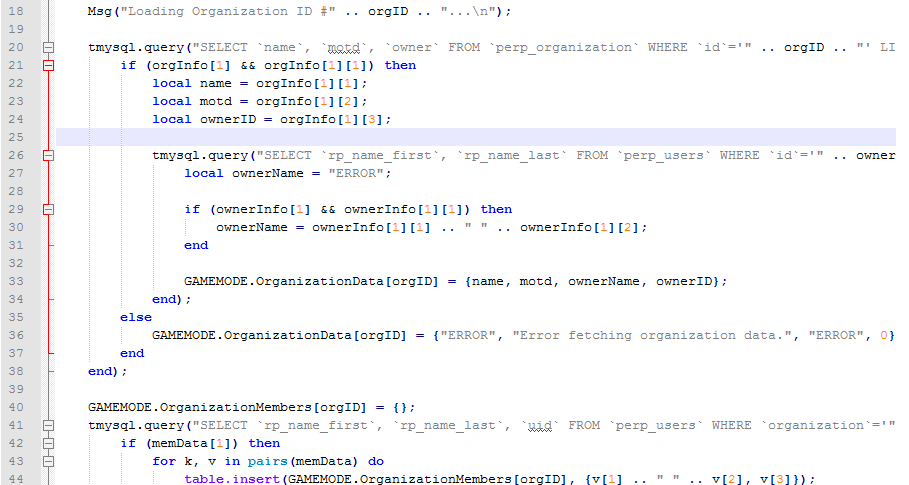 18 Msg("Loading Organization ID #" .. orgID .. "...\n");
19
20 tmysql.query("SELECT `name`, `motd`, `owner` FROM `perp_organization` WHERE `id`='" .. orgID .. "' LI
21 if (orgInfo[1] && orgInfo[1][1]) then
22 local name = orgInfo[1][1];
23 local motd = orgInfo[1][2];
24 local ownerID = orgInfo[1][3];
25
26 tmysql.query("SELECT `rp_name_first`, `rp_name_last` FROM `perp_users` WHERE `id`='" .. owner
27 local ownerName = "ERROR";
28
29 if (ownerInfo[1] && ownerInfo[1][1]) then
30 ownerName = ownerInfo[1][1] .. " " .. ownerInfo[1][2];
31 end
32
33 GAMEMODE.OrganizationData[orgID] = {name, motd, ownerName, ownerID};
34 end);
35 else
36 GAMEMODE.OrganizationData[orgID] = {"ERROR", "Error fetching organization data.", "ERROR", 0}
37 end
38 end);
39
40 GAMEMODE.OrganizationMembers[orgID] = {};
41 tmysql.query("SELECT `rp_name_first`, `rp_name_last`, `uid` FROM `perp_users` WHERE `organization`='"
42 if (memData[1]) then
43 for k, v in pairs(memData) do
44 table.insert(GAMEMODE.OrganizationMembers[orgID], {v[1] .. " " .. v[2], v[3]});